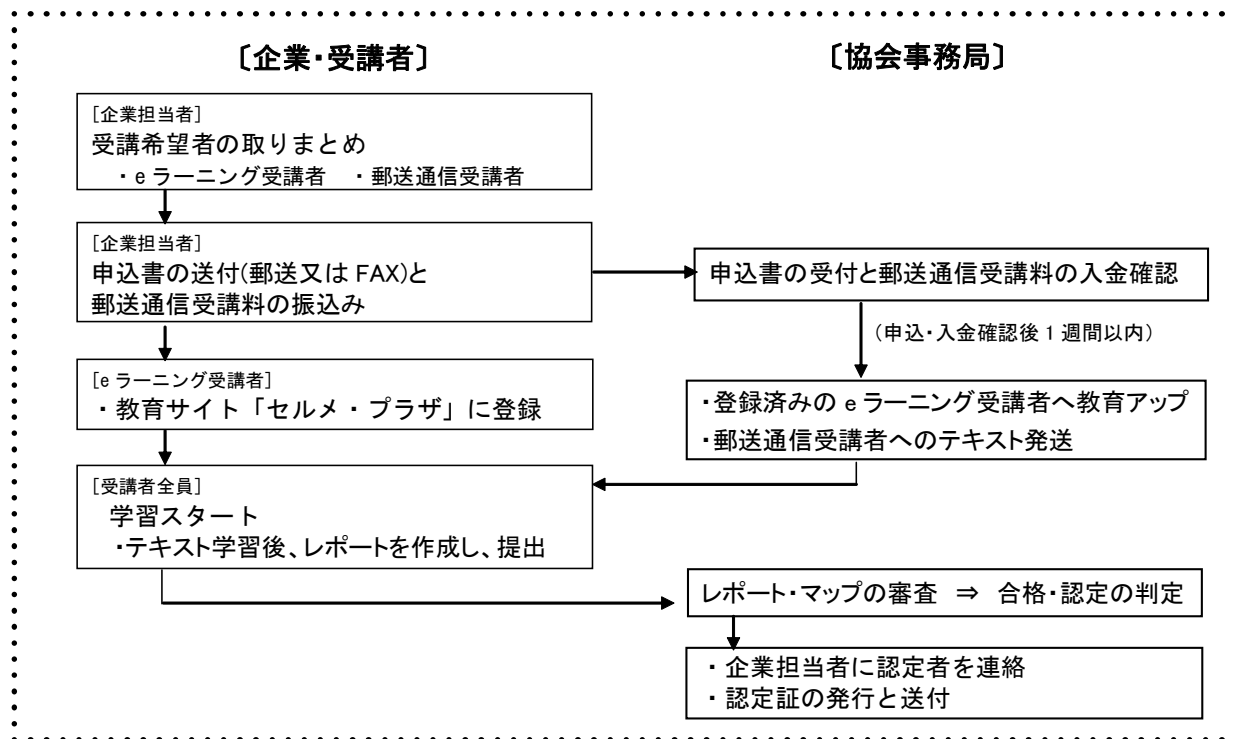 〔企業・受講者〕
〔協会事務局〕
[企業担当者]
受講希望者の取りまとめ
・eラーニング受講者 ・郵送通信受講者
[企業担当者]
申込書の送付(郵送又は FAX)と
郵送通信受講料の振込み
申込書の受付と郵送通信受講料の入金確認
（申込・入金確認後 1 週間以内）
[e ラーニング受講者]
・教育サイト「セルメ・プラザ」に登録
・登録済みの e ラーニング受講者へ教育アップ
・郵送通信受講者へのテキスト発送
[受講者全員]
学習スタート
・テキスト学習後、レポートを作成し、提出
レポート・マップの審査 ⇒ 合格・認定の判定
・企業担当者に認定者を連絡
・認定証の発行と送付